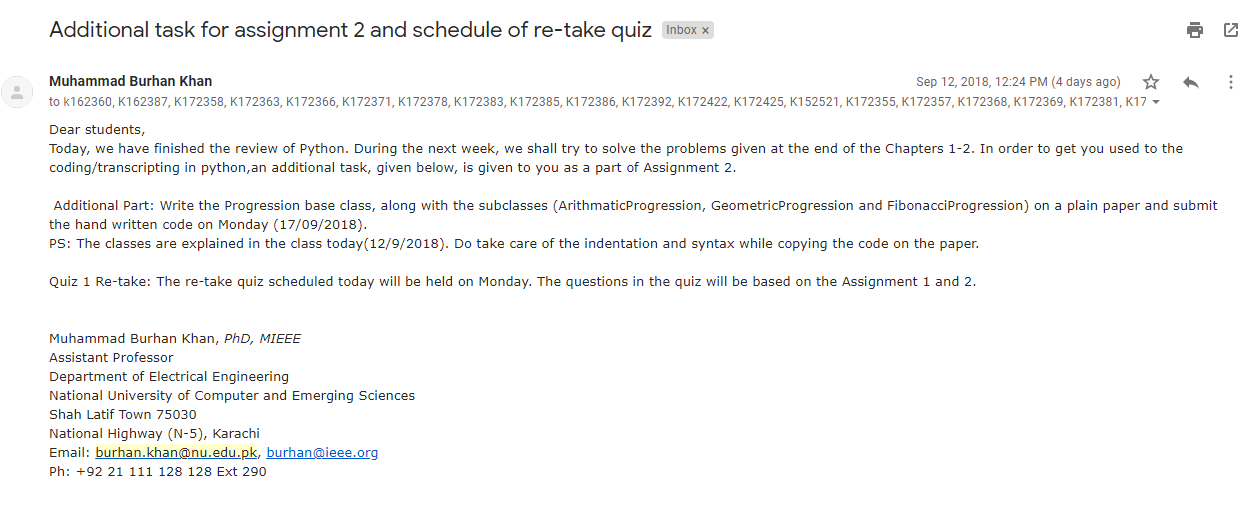 Additional task for assignment 2 and schedule of re-take quiz Inbox x
Muhammad Burhan Khan Sep 12, 2018, 12:24 PM (4 days ago)
to k162360, K162387, K172358, K172363, K172366, K172371, K172378, K172383, K172385, K172386, K172392, K172422, K172425, K152521, K172355, K172357, K172368, K172369, K172381, K17
Dear students,
Today, we have finished the review of Python. During the next week, we shall try to solve the problems given at the end of the Chapters 1-2. In order to get you used to the
coding/transcripting in python,an additional task, given below, is given to you as a part of Assignment 2.
Additional Part: Write the Progression base class, along with the subclasses (ArithmaticProgression, GeometricProgression and FibonacciProgression) on a plain paper and submit
the hand written code on Monday (17/09/2018).
PS: The classes are explained in the class today(12/9/2018). Do take care of the indentation and syntax while copying the code on the paper.
Quiz 1 Re-take: The re-take quiz scheduled today will be held on Monday. The questions in the quiz will be based on the Assignment 1 and 2.
Muhammad Burhan Khan, PhD, MIEEE
Assistant Professor
Department of Electrical Engineering
National University of Computer and Emerging Sciences
Shah Latif Town 75030
National Highway (N-5), Karachi
Email: burhan.khan@nu.edu.pk, burhan@ieee.org
Ph: +92 21 111 128 128 Ext 290